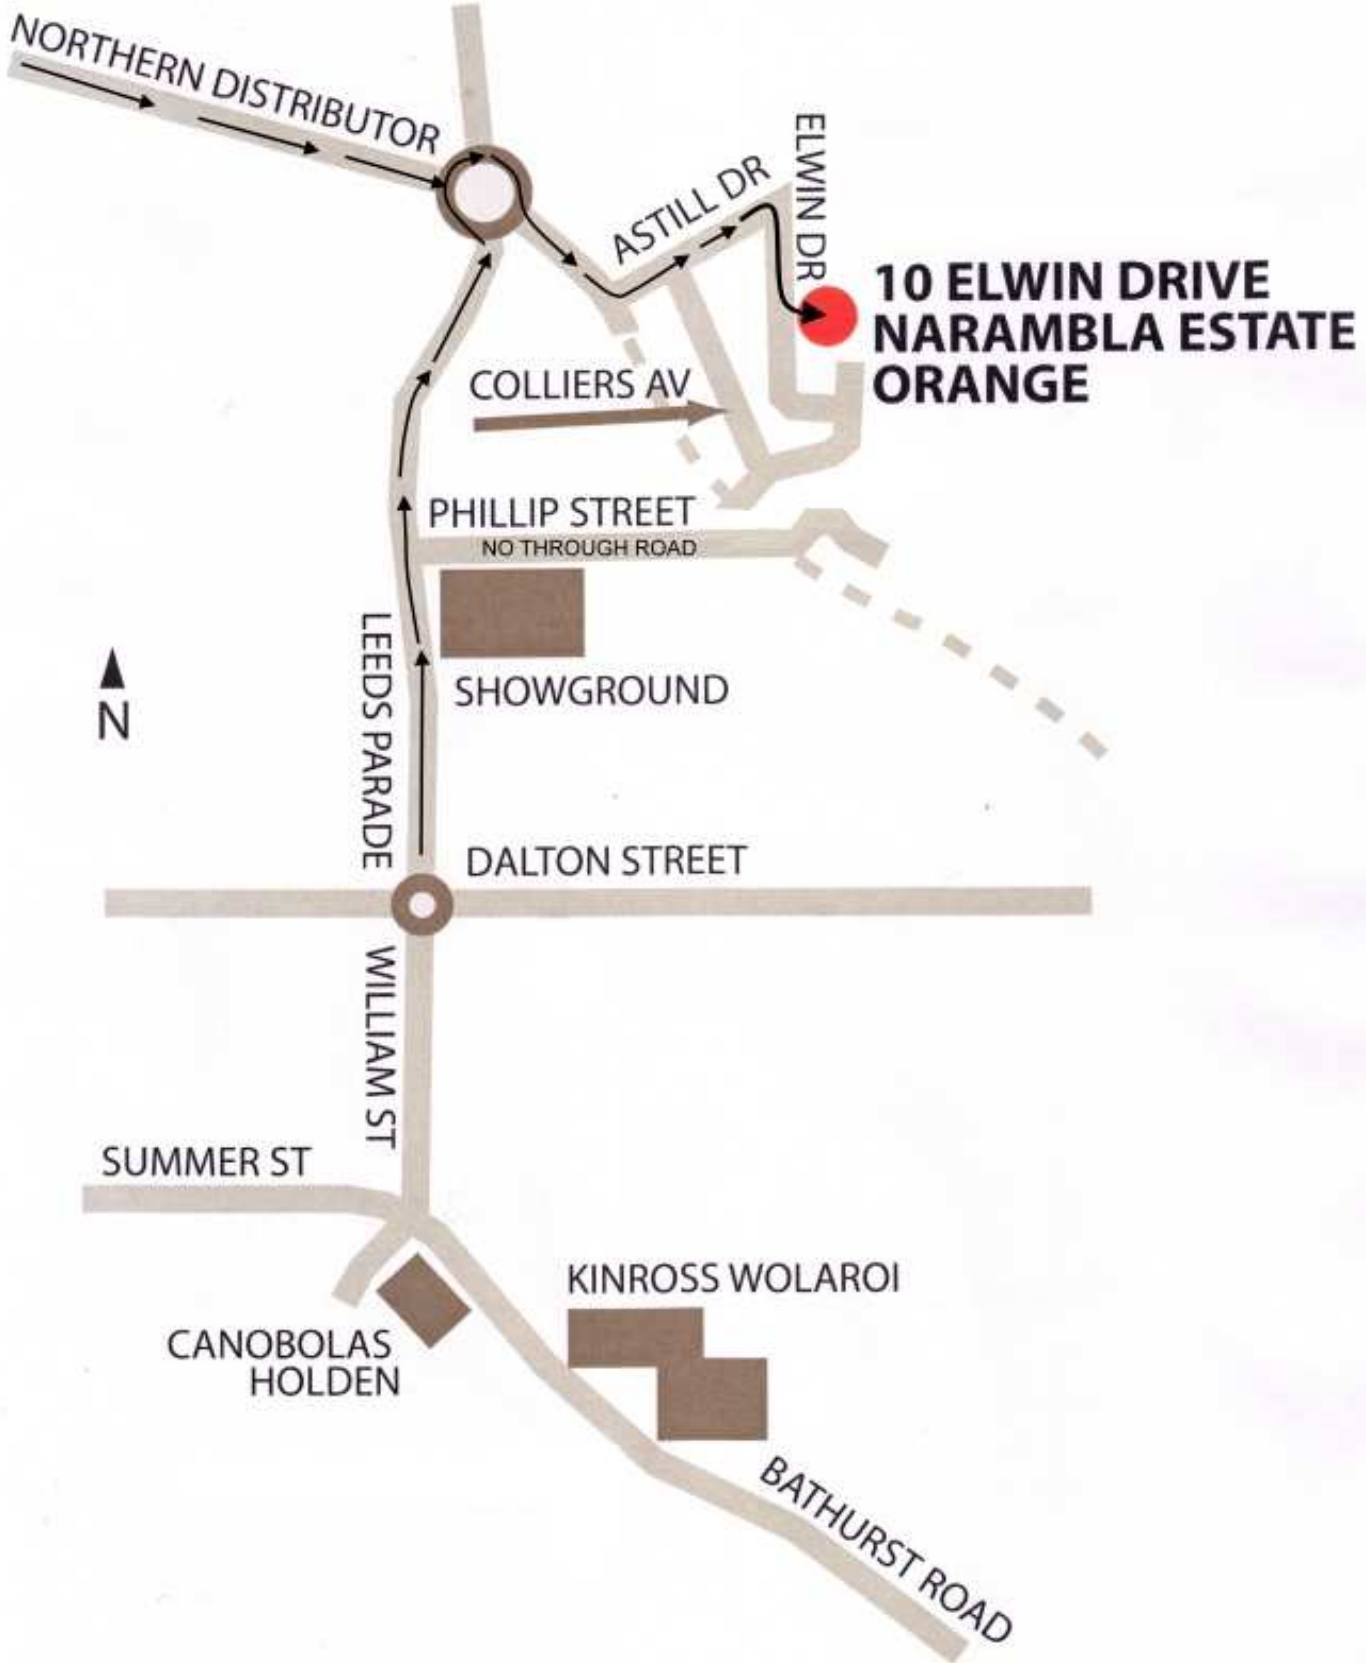 NORTHERN DISTRIBUTOR
ASTILL DR
ELWIN DR
10 ELWIN DRIVE
NARAMBLA ESTATE
ORANGE
COLLIERS AV
PHILLIP STREET
NO THROUGH ROAD
LEEDS PARADE
SHOWGROUND
N
DALTON STREET
WILLIAM ST
SUMMER ST
KINROSS WOLAROI
CANOBOLAS
HOLDEN
BATHURST ROAD